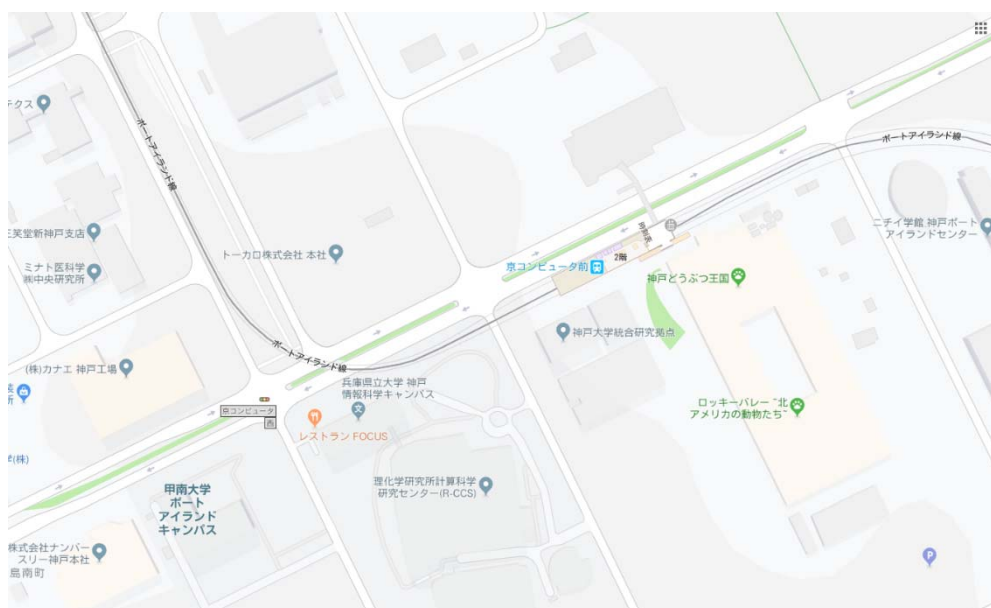 テクス
ポートアイランド線
ポートアイランド線
ニチイ学館 神戸ポート
アイランドセンター
三笑堂新神戸支店
トーカロ株式会社 本社
2階
ミナト医科学
㈱中央研究所
京コンピュータ前
神戸どうぶつ王国
神戸大学統合研究拠点
ポートアイランド線
(株)カナエ 神戸工場
兵庫県立大学 神戸
情報科学キャンパス
所
京コンピュータ
西
レストラン FOCUS
ロッキーバレー “北
アメリカの動物たち”
学(株)
甲南大学
ポート
アイランド
キャンパス
理化学研究所計算科学
研究センター(R-CCS)
株式会社ナンバー
スリー神戸本社
島南町
P